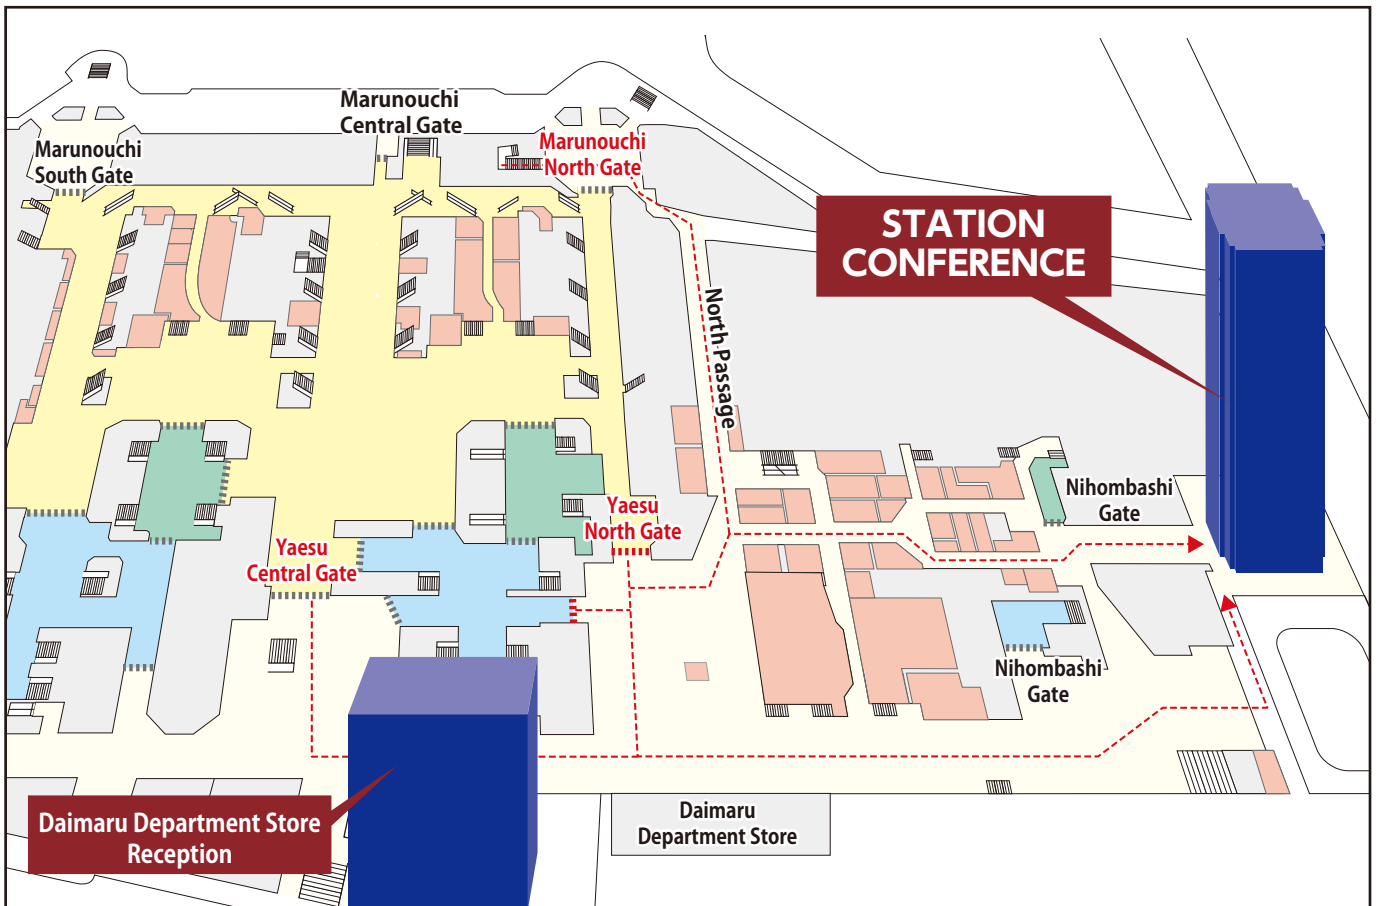 Marunouchi
Central Gate
Marunouchi
South Gate
Marunouchi
North Gate
STATION
CONFERENCE
North Passage
Nihombashi
Gate
Yaesu
North Gate
Yaesu
Central Gate
Nihombashi
Gate
Daimaru Department Store
Reception
Daimaru
Department Store